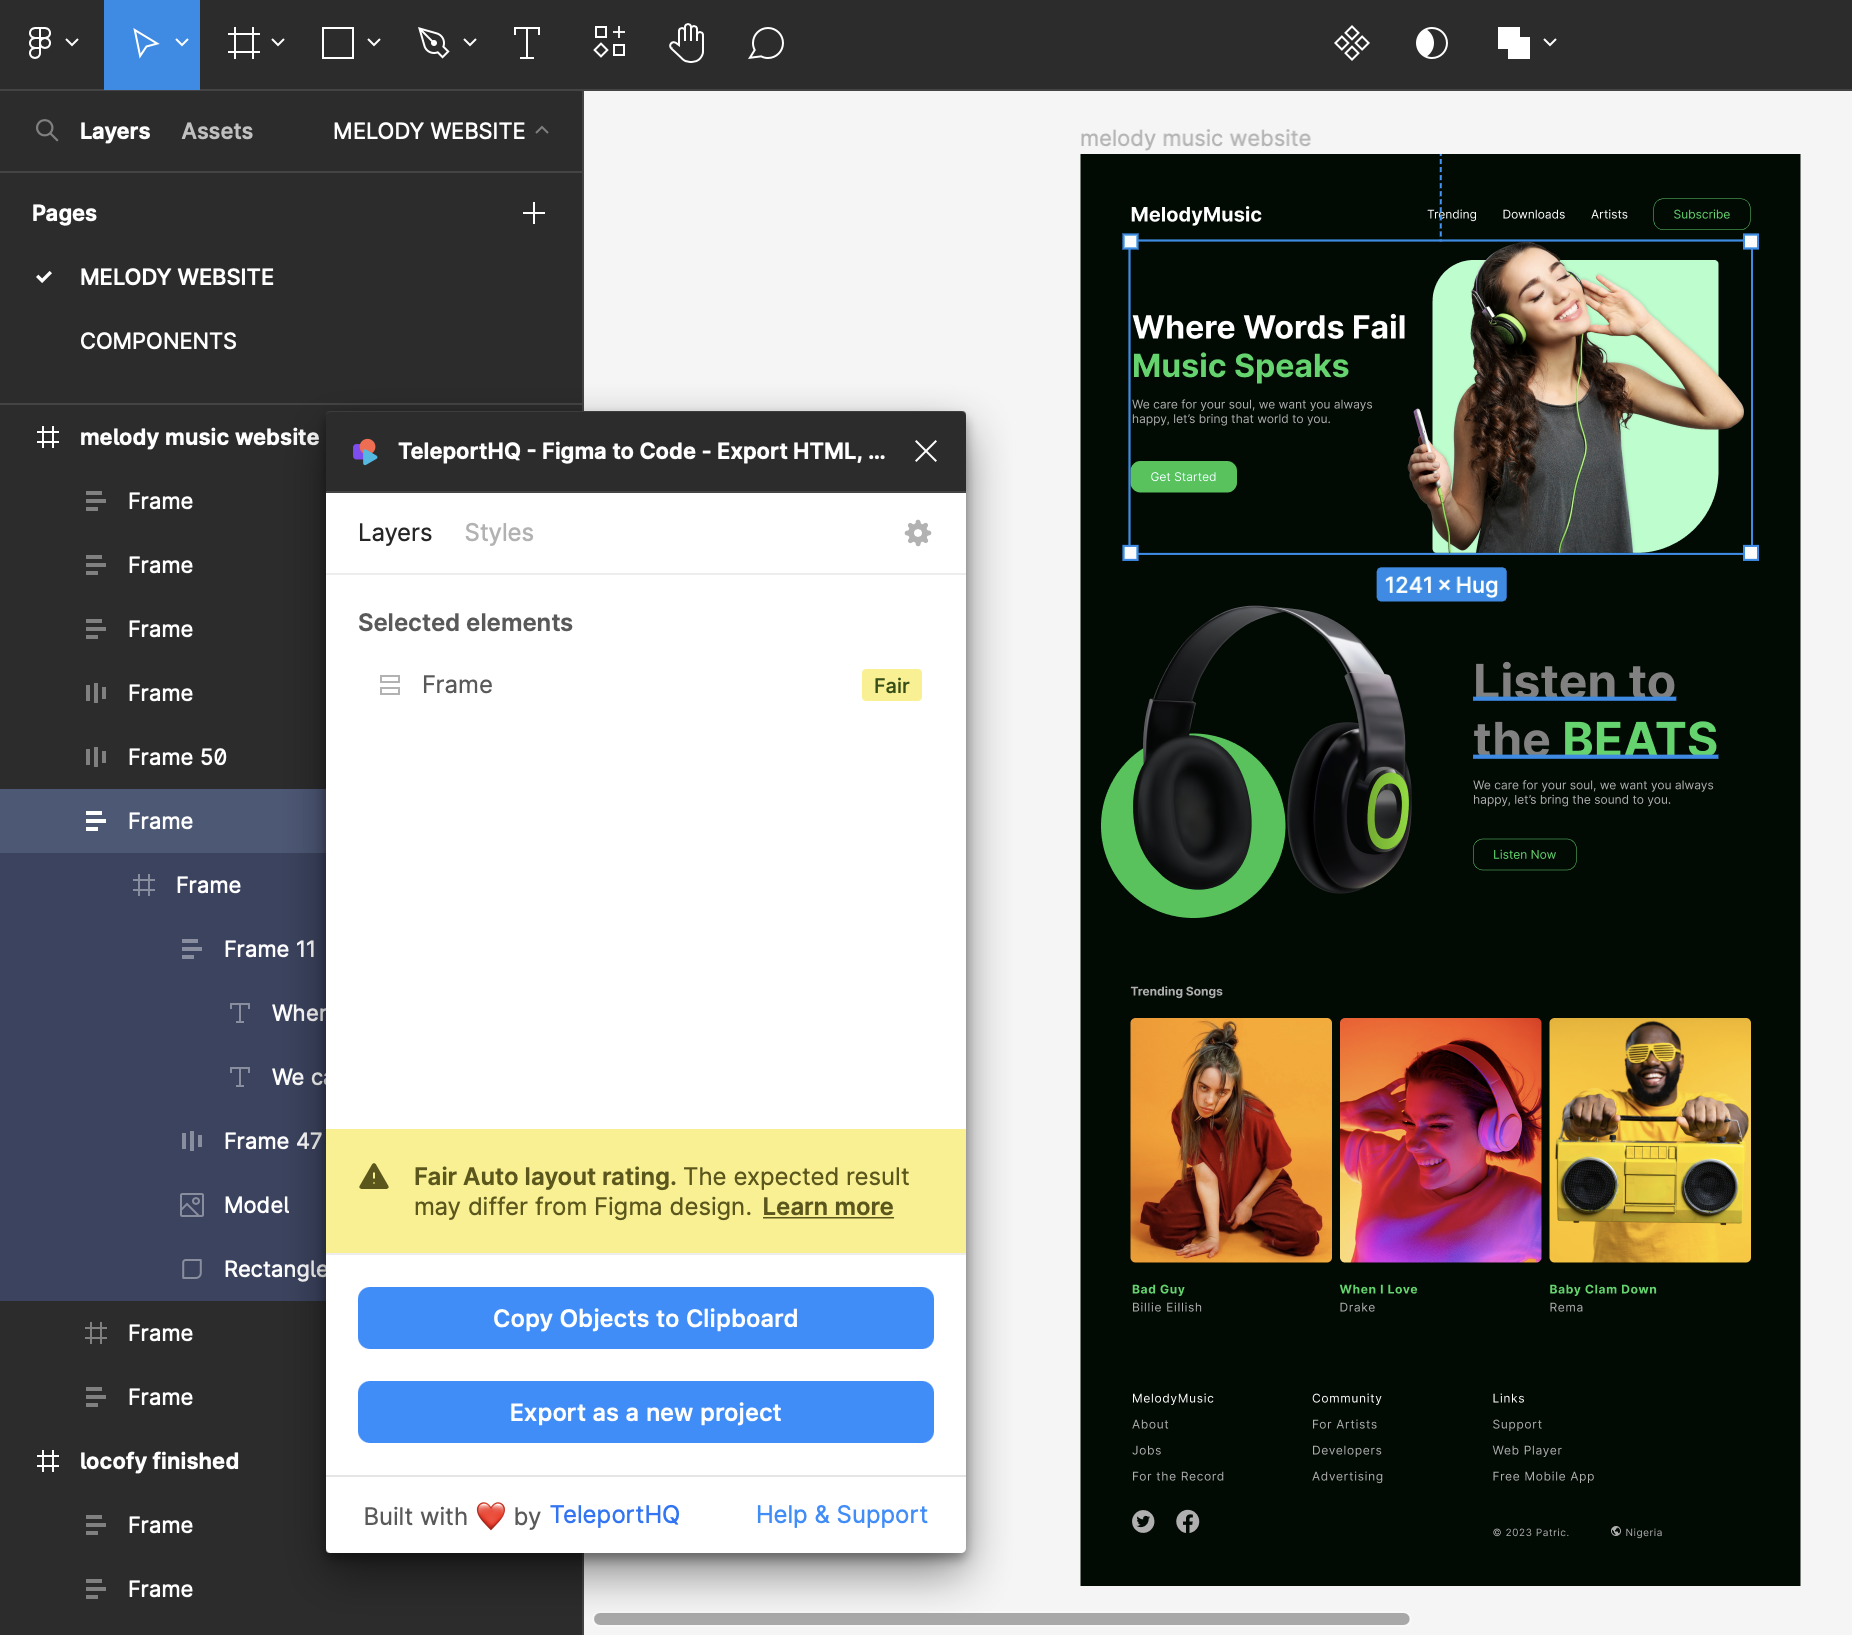 Layers
Assets
MELODY WEBSITE
Pages
MELODY WEBSITE
COMPONENTS
melody music website
Frame
Frame
Frame
Frame
Frame 50
Frame
Frame
Frame 11
When
We ca
Frame 47
Model
Rectangle
Frame
Frame
locofy finished
Frame
Frame
TeleportHQ - Figma to Code - Export HTML, ...
Layers
Styles
Selected elements
Frame
Fair
Fair Auto layout rating. The expected result
may differ from Figma design. Learn more
Copy Objects to Clipboard
Export as a new project
Built with ❤️ by TeleportHQ
Help & Support
melody music website
MelodyMusic
Trending
Downloads
Artists
Subscribe
Where Words Fail
Music Speaks
We care for your soul, we want you always
happy, let's bring that world to you.
Get Started
1241 × Hug
Listen to
the BEATS
We care for your soul, we want you always
happy, let's bring the sound to you.
Listen Now
Trending Songs
Bad Guy
Billie Eillish
When I Love
Drake
Baby Clam Down
Rema
MelodyMusic
About
Jobs
For the Record
Community
For Artists
Developers
Advertising
Links
Support
Web Player
Free Mobile App
© 2023 Patric.
Nigeria